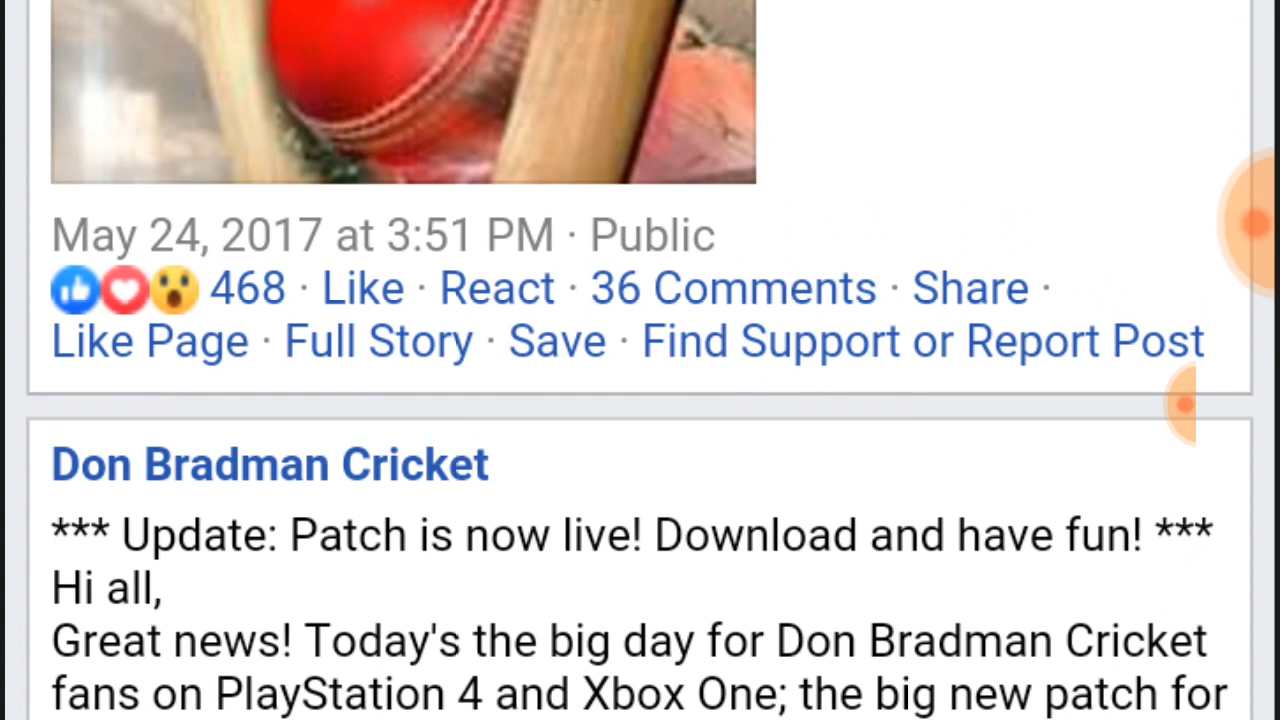 May 24, 2017 at 3:51 PM · Public
468 · Like · React · 36 Comments · Share ·
Like Page · Full Story · Save · Find Support or Report Post
Don Bradman Cricket
*** Update: Patch is now live! Download and have fun! ***
Hi all,
Great news! Today's the big day for Don Bradman Cricket
fans on PlayStation 4 and Xbox One; the big new patch for